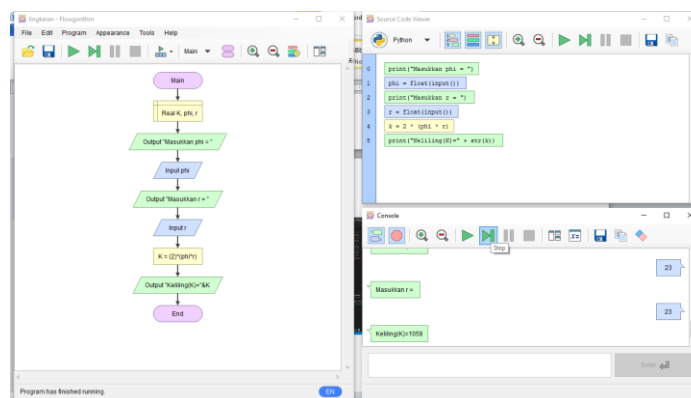 lingkaran - Flowgorithm
File Edit Program Appearance Tools Help
Main
Main
Real K, phi, r
Output "Masukkan phi = "
Input phi
Output "Masukkan r = "
Input r
K = (2)*(phi*r)
Output "Keliling(K)="&K
End
Program has finished running.
EN
Source Code Viewer
Python
0 print("Masukkan phi = ")
1 phi = float(input())
2 print("Masukkan r = ")
3 r = float(input())
4 k = 2 * (phi * r)
5 print("Keliling(K)=" + str(k))
Console
Step
23
Masukkan r =
23
Keliling(K)=1058
Enter